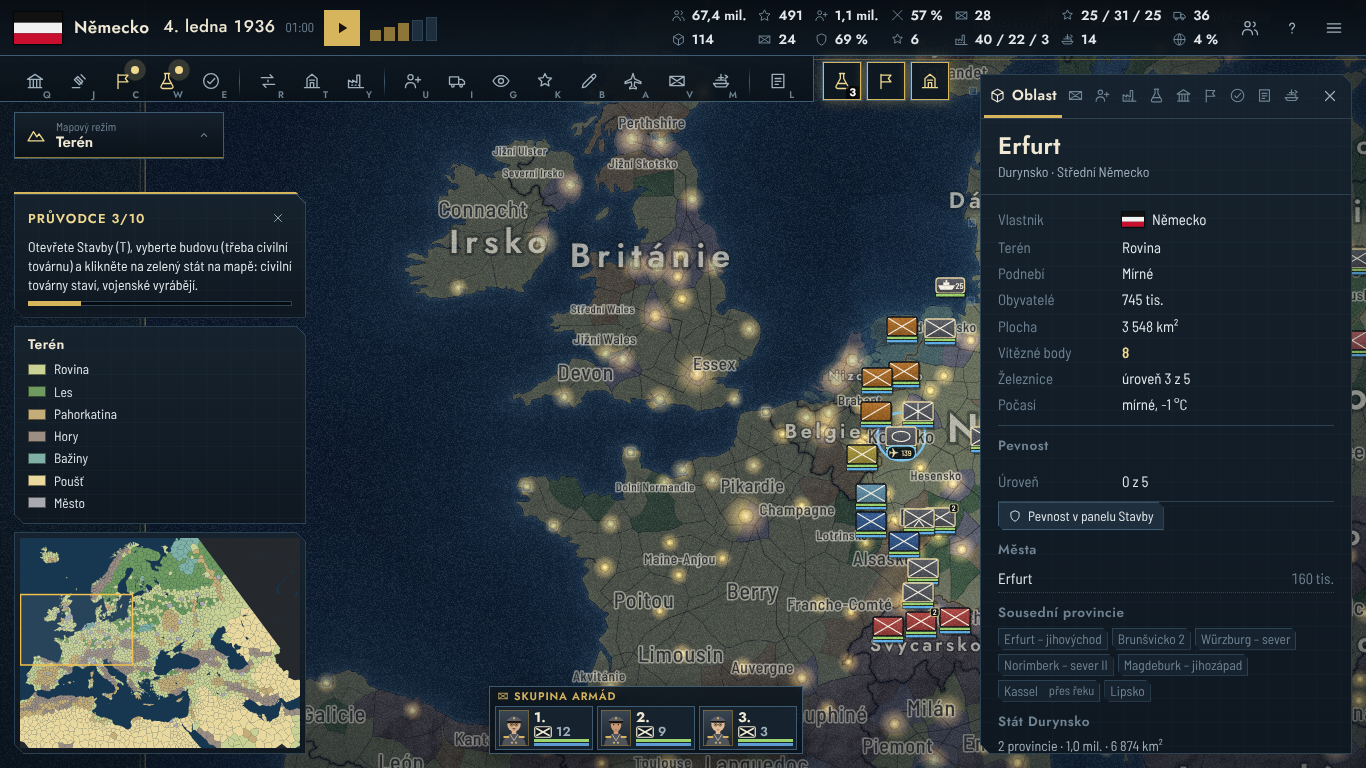 Německo 4. ledna 1936 01:00
67,4 mil. 491 1,1 mil. 57 % 28 25 / 31 / 25 36
114 24 69 % 6 40 / 22 / 3 14 4 %
?
Q J C W E R T Y U I O K B A V M L
3
Mapový režim
Terén
PRŮVODCE 3/10
Otevřete Stavby (T), vyberte budovu (třeba civilní
továrnu) a klikněte na zelený stát na mapě: civilní
továrny staví, vojenské vyrábějí.
Terén
Rovina
Les
Pahorkatina
Hory
Bažiny
Poušť
Město
Perthshire
Jižní Ulster
Jižní Skotsko
Severní Irsko
Connacht
Irsko
Británie
Střední Wales
Jižní Wales
Devon
Essex
25
Belgie
139
Hesensko
Dolní Normandie
Pikardie
Champagne
Maine-Anjou
Poitou
Berry
Franche-Comté
2
2
Švýcarsko
Limousin
Auvergne
Akvitánie
Galicie
Milán
Piemont
León
Toulouse
Languedoc
SKUPINA ARMÁD
1. 12
2. 9
3. 3
Oblast
Erfurt
Durynsko · Střední Německo
Vlastník Německo
Terén Rovina
Podnebí Mírné
Obyvatelé 745 tis.
Plocha 3 548 km²
Vítězné body 8
Železnice úroveň 3 z 5
Počasí mírné, -1 °C
Pevnost
Úroveň 0 z 5
Pevnost v panelu Stavby
Města
Erfurt 160 tis.
Sousední provincie
Erfurt – jihovýchod Brunšvicko 2 Würzburg – sever
Norimberk – sever II Magdeburk – jihozápad
Kassel přes řeku Lipsko
Stát Durynsko
2 provincie · 1,0 mil. · 6 874 km²